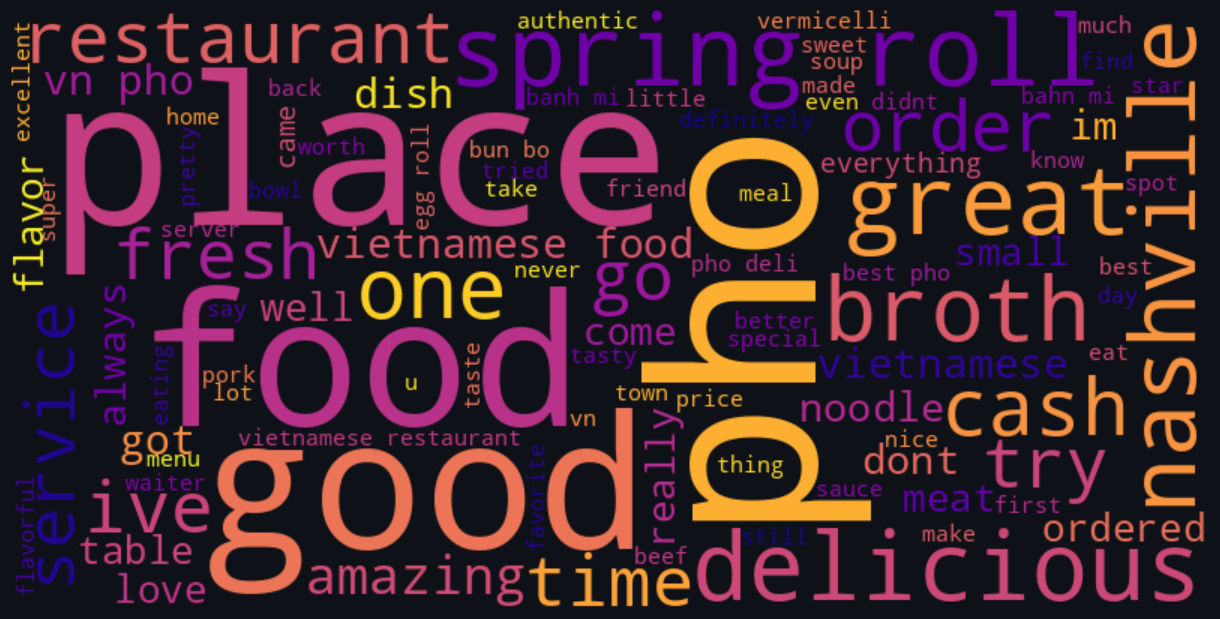 authentic
vermicelli
much
restaurant
spring roll
sweet
soup
find
excellent
vn pho
back
dish
banh mi
little
made
even
didnt
bahn mi
star
nashville
home
came
definitely
order
im
place
pretty
worth
egg roll
bun bo
tried
take
friend
meal
everything
know
flavor
super
bowl
great
spot
server
fresh
vietnamese food
small
never
go
pho deli
best pho
best
one
pho
day
always
say
well
come
better
special
broth
service
food
tasty
vietnamese
eat
eating
pork
lot
u
taste
town
price
noodle
cash
vn
got
menu
vietnamese restaurant
really
nice
dont
try
thing
flavorful
waiter
ive
good
favorite
sauce
meat
first
table
still
make
ordered
love
amazing
time
beef
delicious